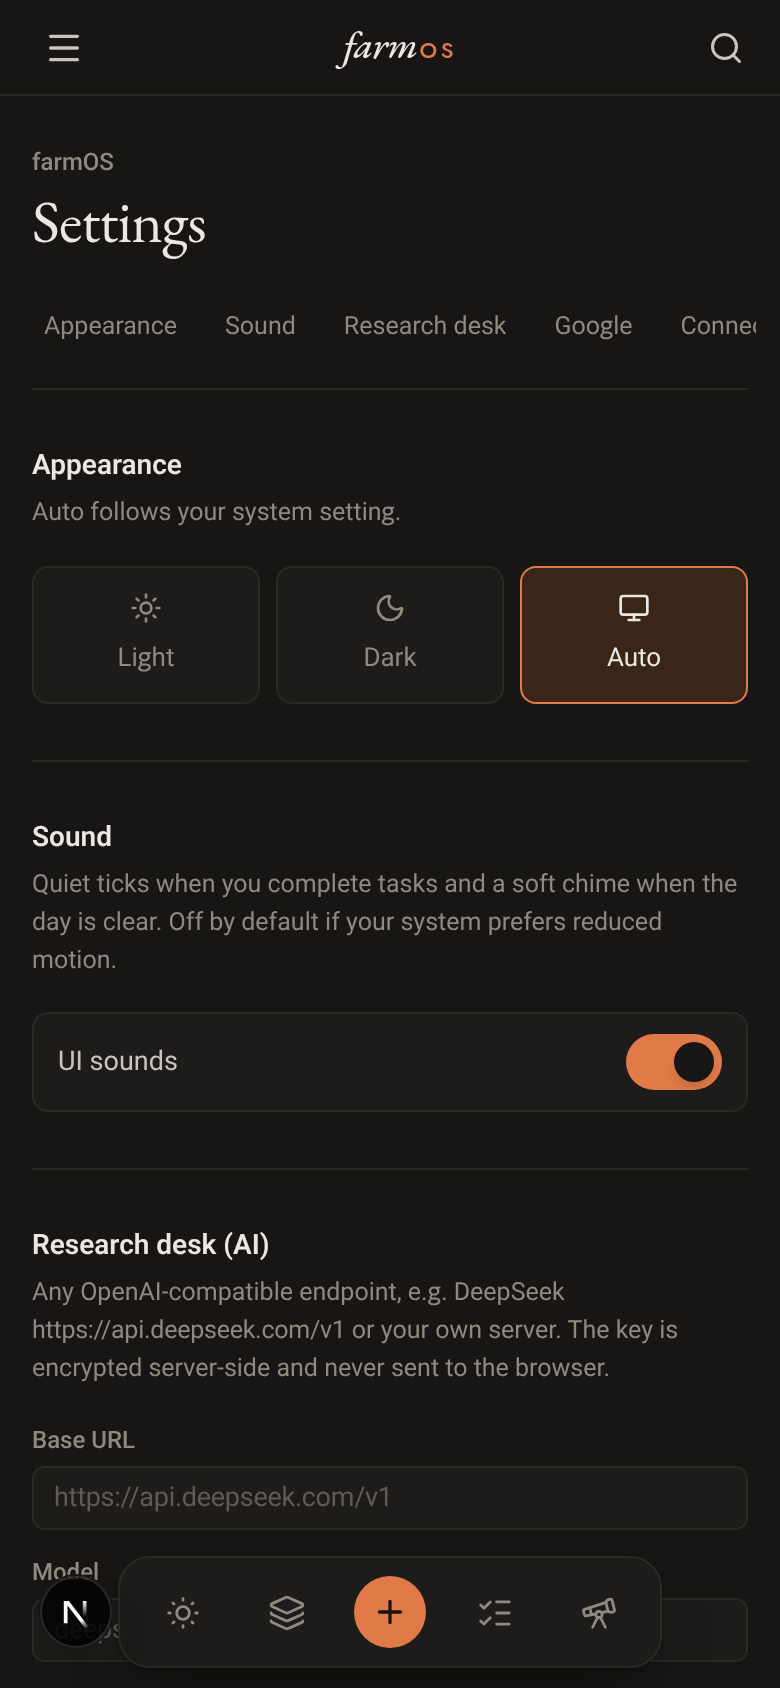 farmos
farmOS
Settings
Appearance Sound Research desk Google Connec
Appearance
Auto follows your system setting.
Light Dark Auto
Sound
Quiet ticks when you complete tasks and a soft chime when the
day is clear. Off by default if your system prefers reduced
motion.
UI sounds
Research desk (AI)
Any OpenAI-compatible endpoint, e.g. DeepSeek
https://api.deepseek.com/v1 or your own server. The key is
encrypted server-side and never sent to the browser.
Base URL
https://api.deepseek.com/v1
Model
N